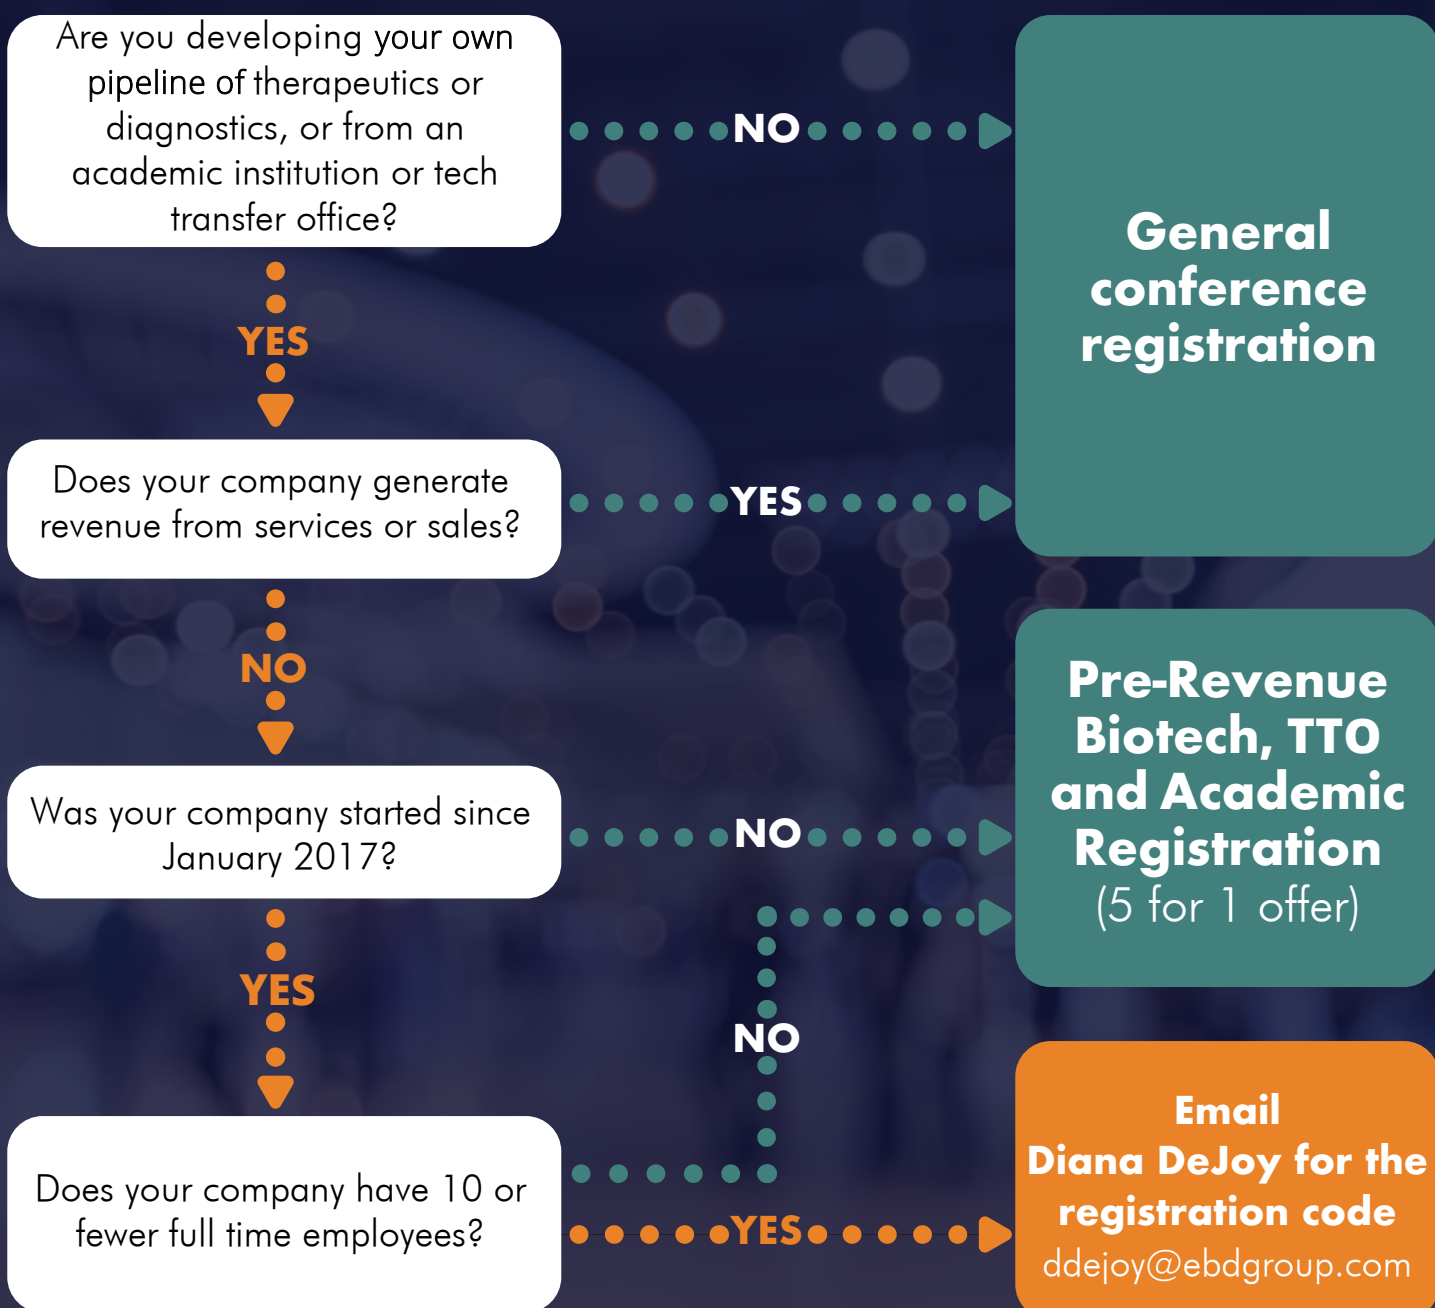 Are you developing your own
pipeline of therapeutics or
diagnostics, or from an
academic institution or tech
transfer office?
NO
General
conference
registration
YES
Does your company generate
revenue from services or sales?
YES
NO
Was your company started since
January 2017?
NO
Pre-Revenue
Biotech, TTO
and Academic
Registration
(5 for 1 offer)
YES
NO
Does your company have 10 or
fewer full time employees?
YES
Email
Diana DeJoy for the
registration code
ddejoy@ebdgroup.com